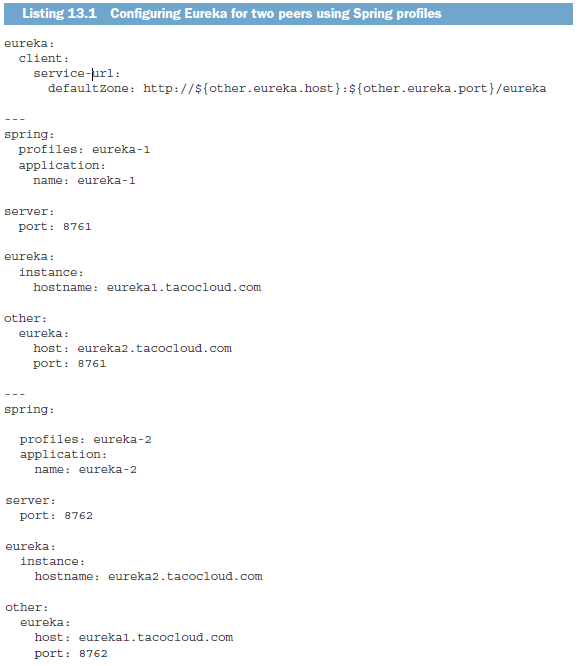 Listing 13.1 Configuring Eureka for two peers using Spring profiles
eureka:
  client:
    service-url:
      defaultZone: http://${other.eureka.host}:${other.eureka.port}/eureka
---
spring:
  profiles: eureka-1
  application:
    name: eureka-1
server:
  port: 8761
eureka:
  instance:
    hostname: eureka1.tacocloud.com
other:
  eureka:
    host: eureka2.tacocloud.com
    port: 8761
---
spring:
  profiles: eureka-2
  application:
    name: eureka-2
server:
  port: 8762
eureka:
  instance:
    hostname: eureka2.tacocloud.com
other:
  eureka:
    host: eureka1.tacocloud.com
    port: 8762